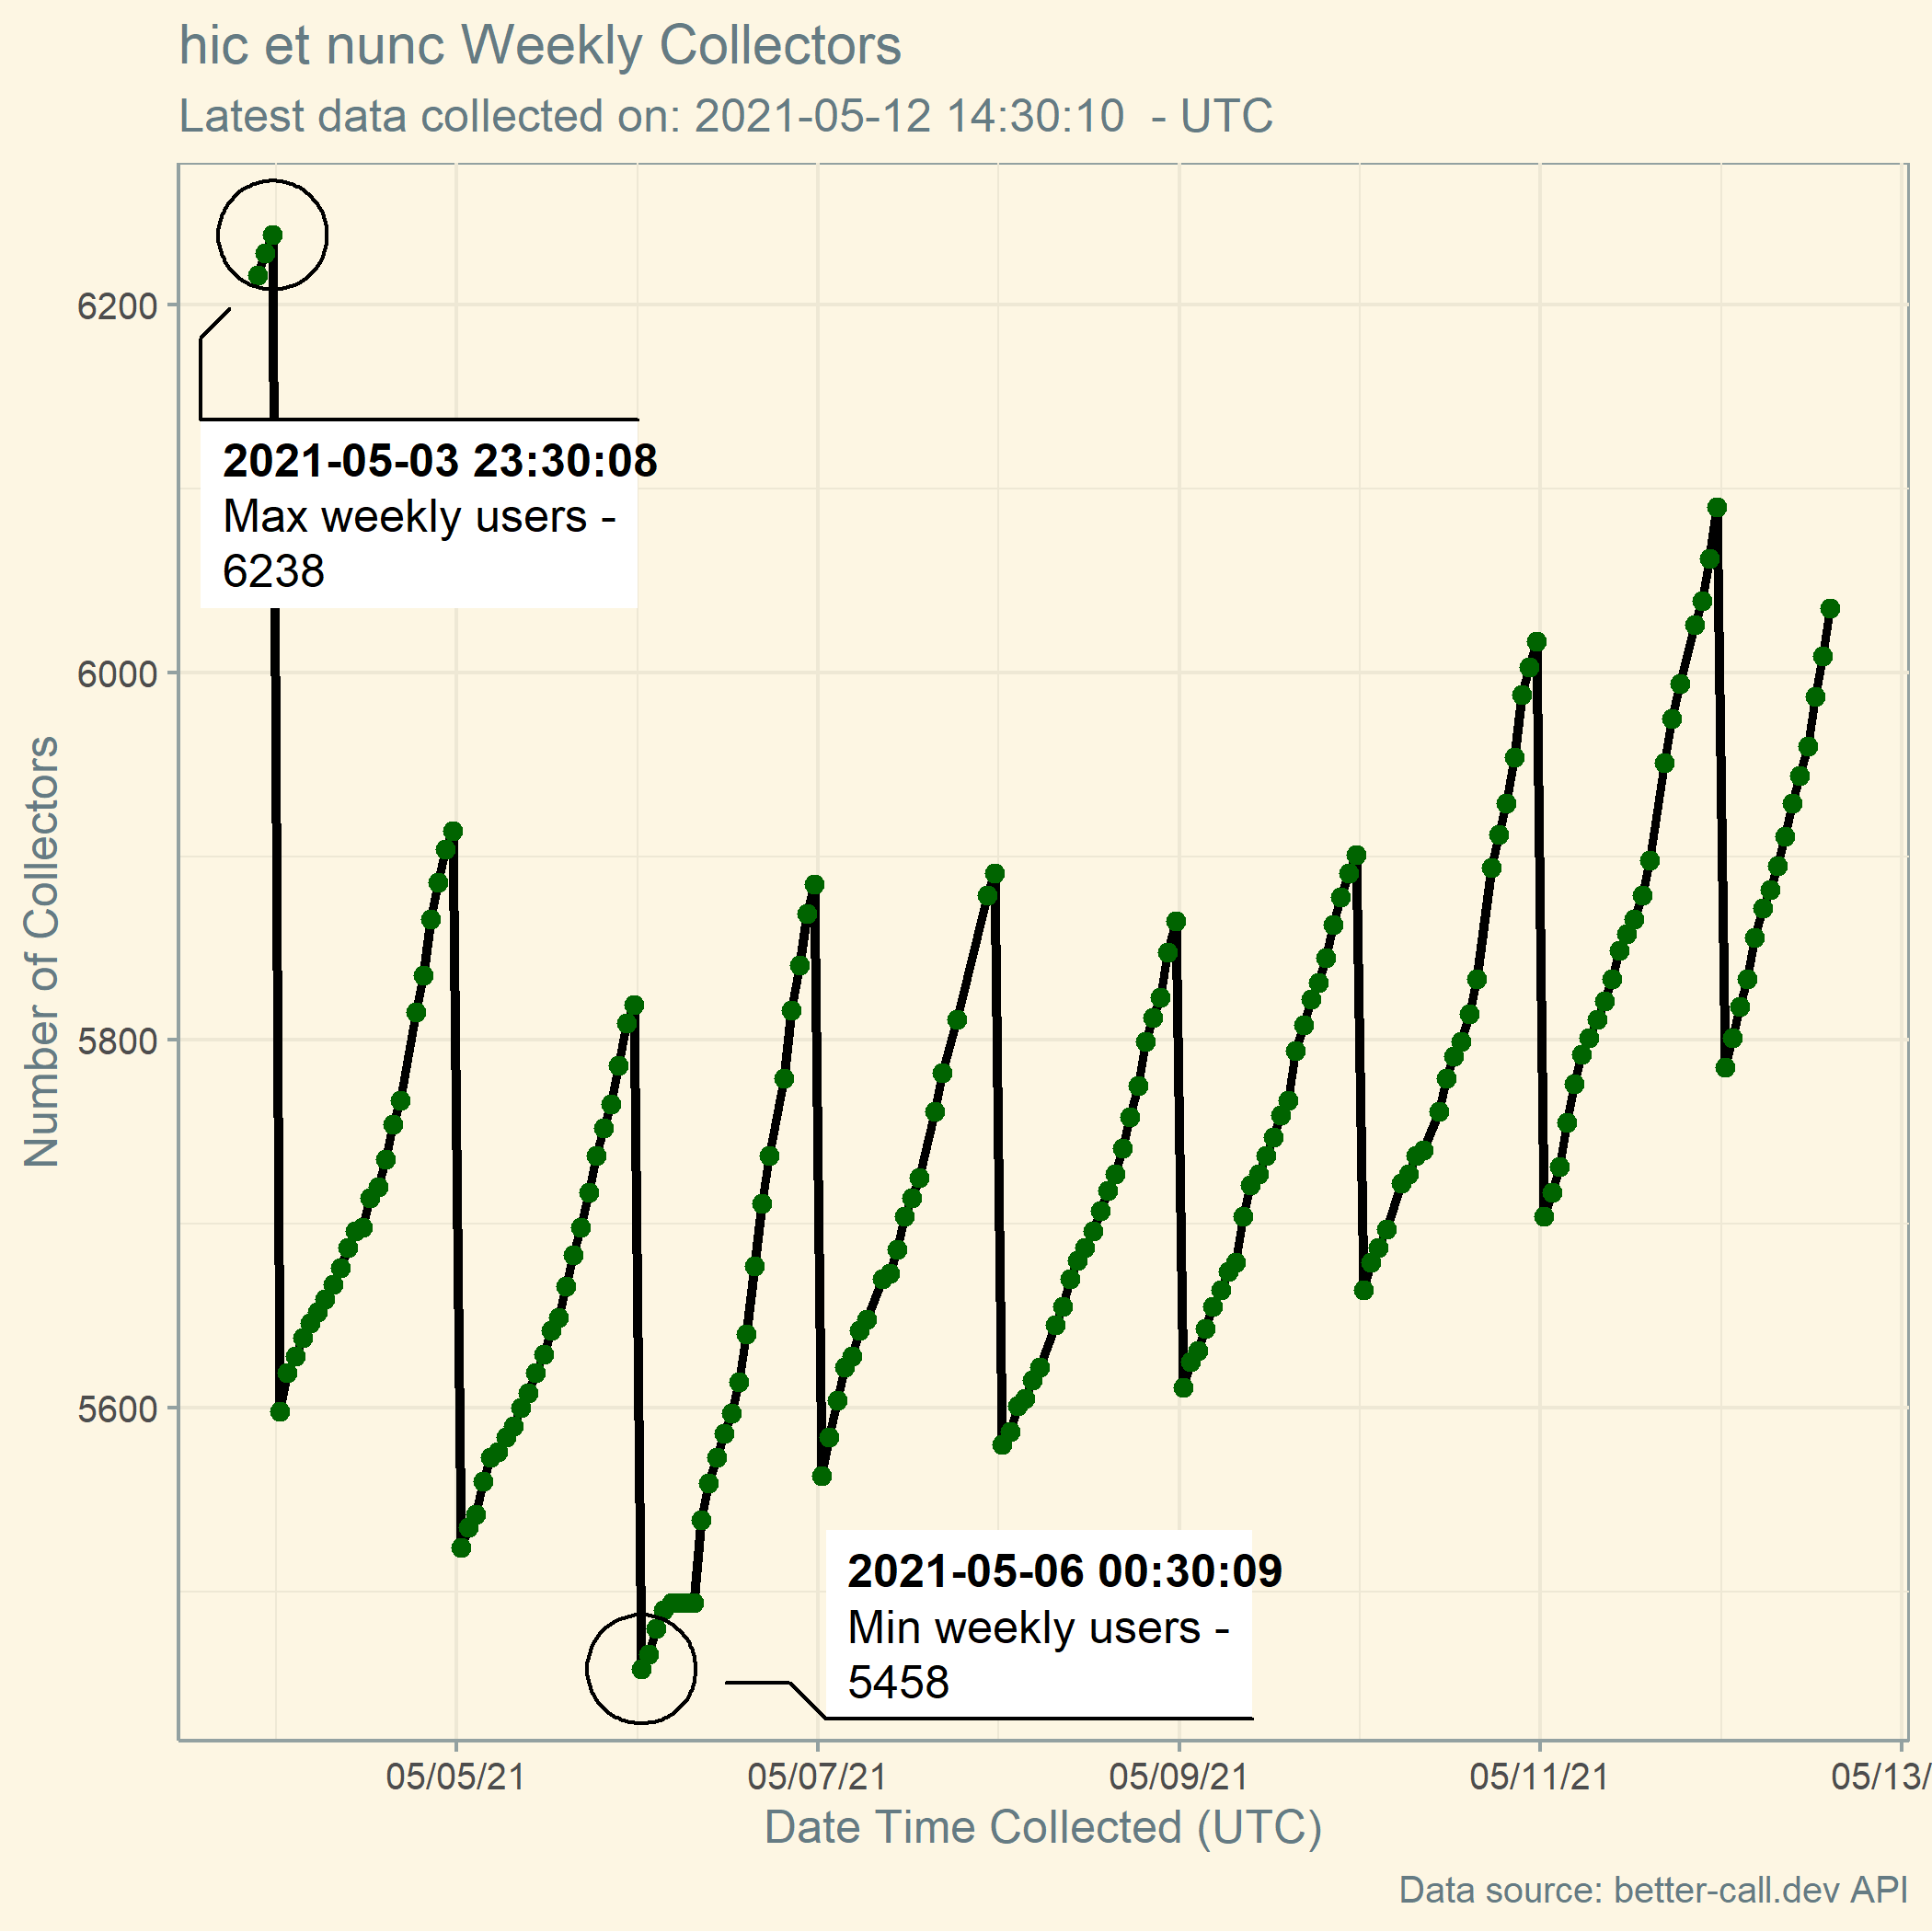 hic et nunc Weekly Collectors
Latest data collected on: 2021-05-12 14:30:10  - UTC
6200
6000
5800
5600
Number of Collectors
2021-05-03 23:30:08
Max weekly users -
6238
2021-05-06 00:30:09
Min weekly users -
5458
05/05/21
05/07/21
05/09/21
05/11/21
05/13/
Date Time Collected (UTC)
Data source: better-call.dev API